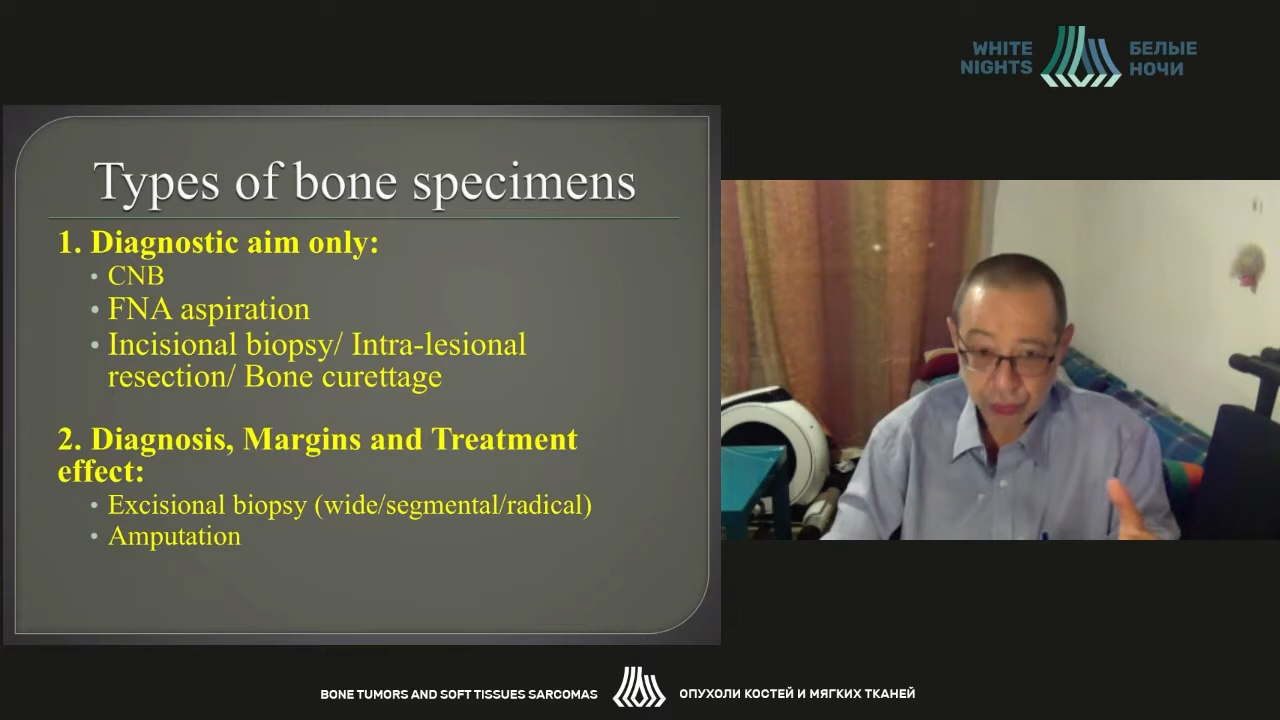 WHITE
NIGHTS
БЕЛЫЕ
НОЧИ
Types of bone specimens
1. Diagnostic aim only:
• CNB
• FNA aspiration
• Incisional biopsy/ Intra-lesional
resection/ Bone curettage
2. Diagnosis, Margins and Treatment
effect:
• Excisional biopsy (wide/segmental/radical)
• Amputation
BONE TUMORS AND SOFT TISSUES SARCOMAS
ОПУХОЛИ КОСТЕЙ И МЯГКИХ ТКАНЕЙ